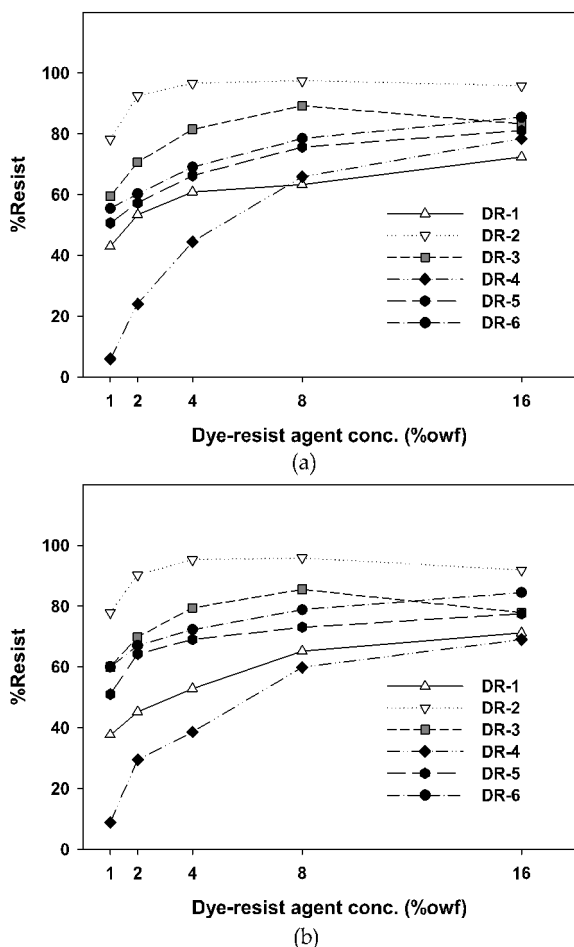 100
80
60
40
20
0
%Resist
DR-1
DR-2
DR-3
DR-4
DR-5
DR-6
1 2 4 8 16
Dye-resist agent conc. (%owf)
(a)
100
80
60
40
20
0
%Resist
DR-1
DR-2
DR-3
DR-4
DR-5
DR-6
1 2 4 8 16
Dye-resist agent conc. (%owf)
(b)